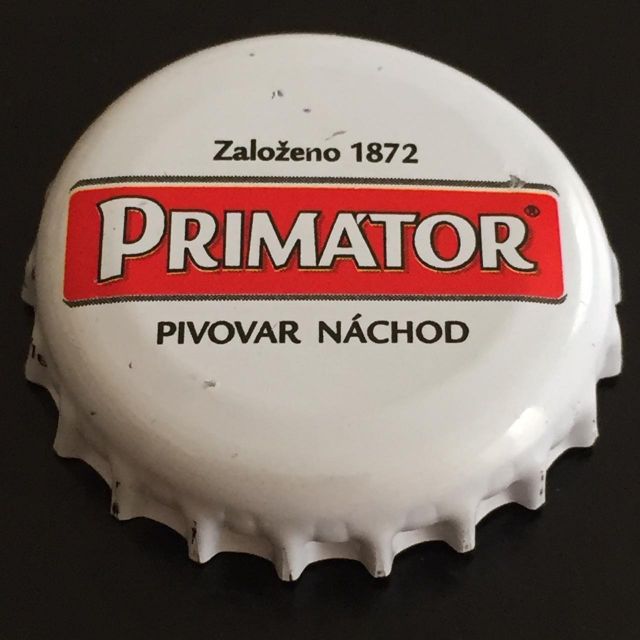 Založeno 1872
PRIMÁTOR®
PIVOVAR NÁCHOD